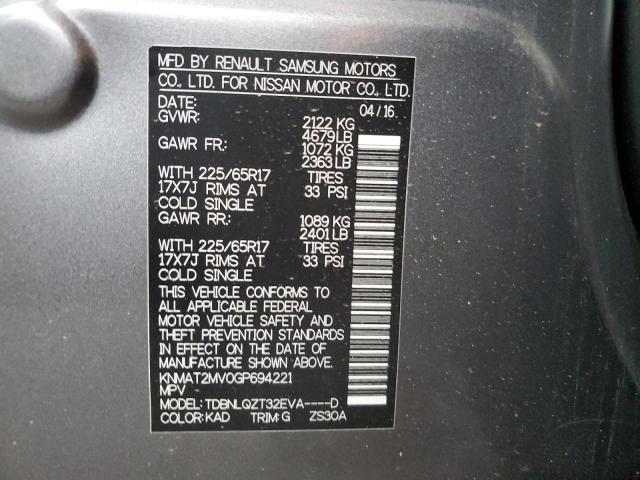 MFD BY RENAULT SAMSUNG MOTORS
CO., LTD. FOR NISSAN MOTOR CO., LTD.
DATE: 04/16
GVWR: 2122 KG
4679 LB
GAWR FR: 1072 KG
2363 LB
WITH 225/65R17 TIRES
17X7J RIMS AT 33 PSI
COLD SINGLE
GAWR RR: 1089 KG
2401 LB
WITH 225/65R17 TIRES
17X7J RIMS AT 33 PSI
COLD SINGLE
THIS VEHICLE CONFORMS TO
ALL APPLICABLE FEDERAL
MOTOR VEHICLE SAFETY AND
THEFT PREVENTION STANDARDS
IN EFFECT ON THE DATE OF
MANUFACTURE SHOWN ABOVE.
KNMAT2MV0GP694221
MPV
MODEL: TDBNLQZT32EVA----D
COLOR: KAD TRIM: G ZS30A